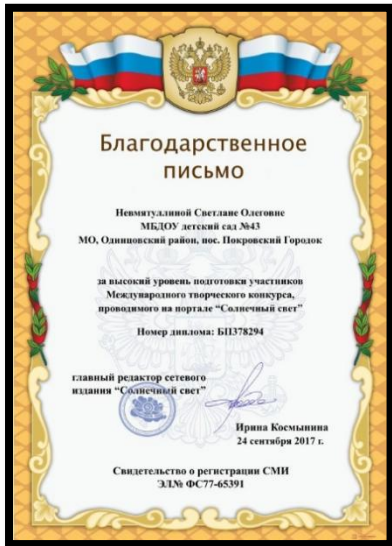 Благодарственное
письмо
Невмятуллиной Светлане Олеговне
МБДОУ детский сад №43
МО, Одинцовский район, пос. Покровский Городок
за высокий уровень подготовки участников
Международного творческого конкурса,
проводимого на портале “Солнечный свет”
Номер диплома: БП378294
главный редактор сетевого
издания “Солнечный свет”
Ирина Космынина
24 сентября 2017 г.
Свидетельство о регистрации СМИ
ЭЛ№ ФС77-65391